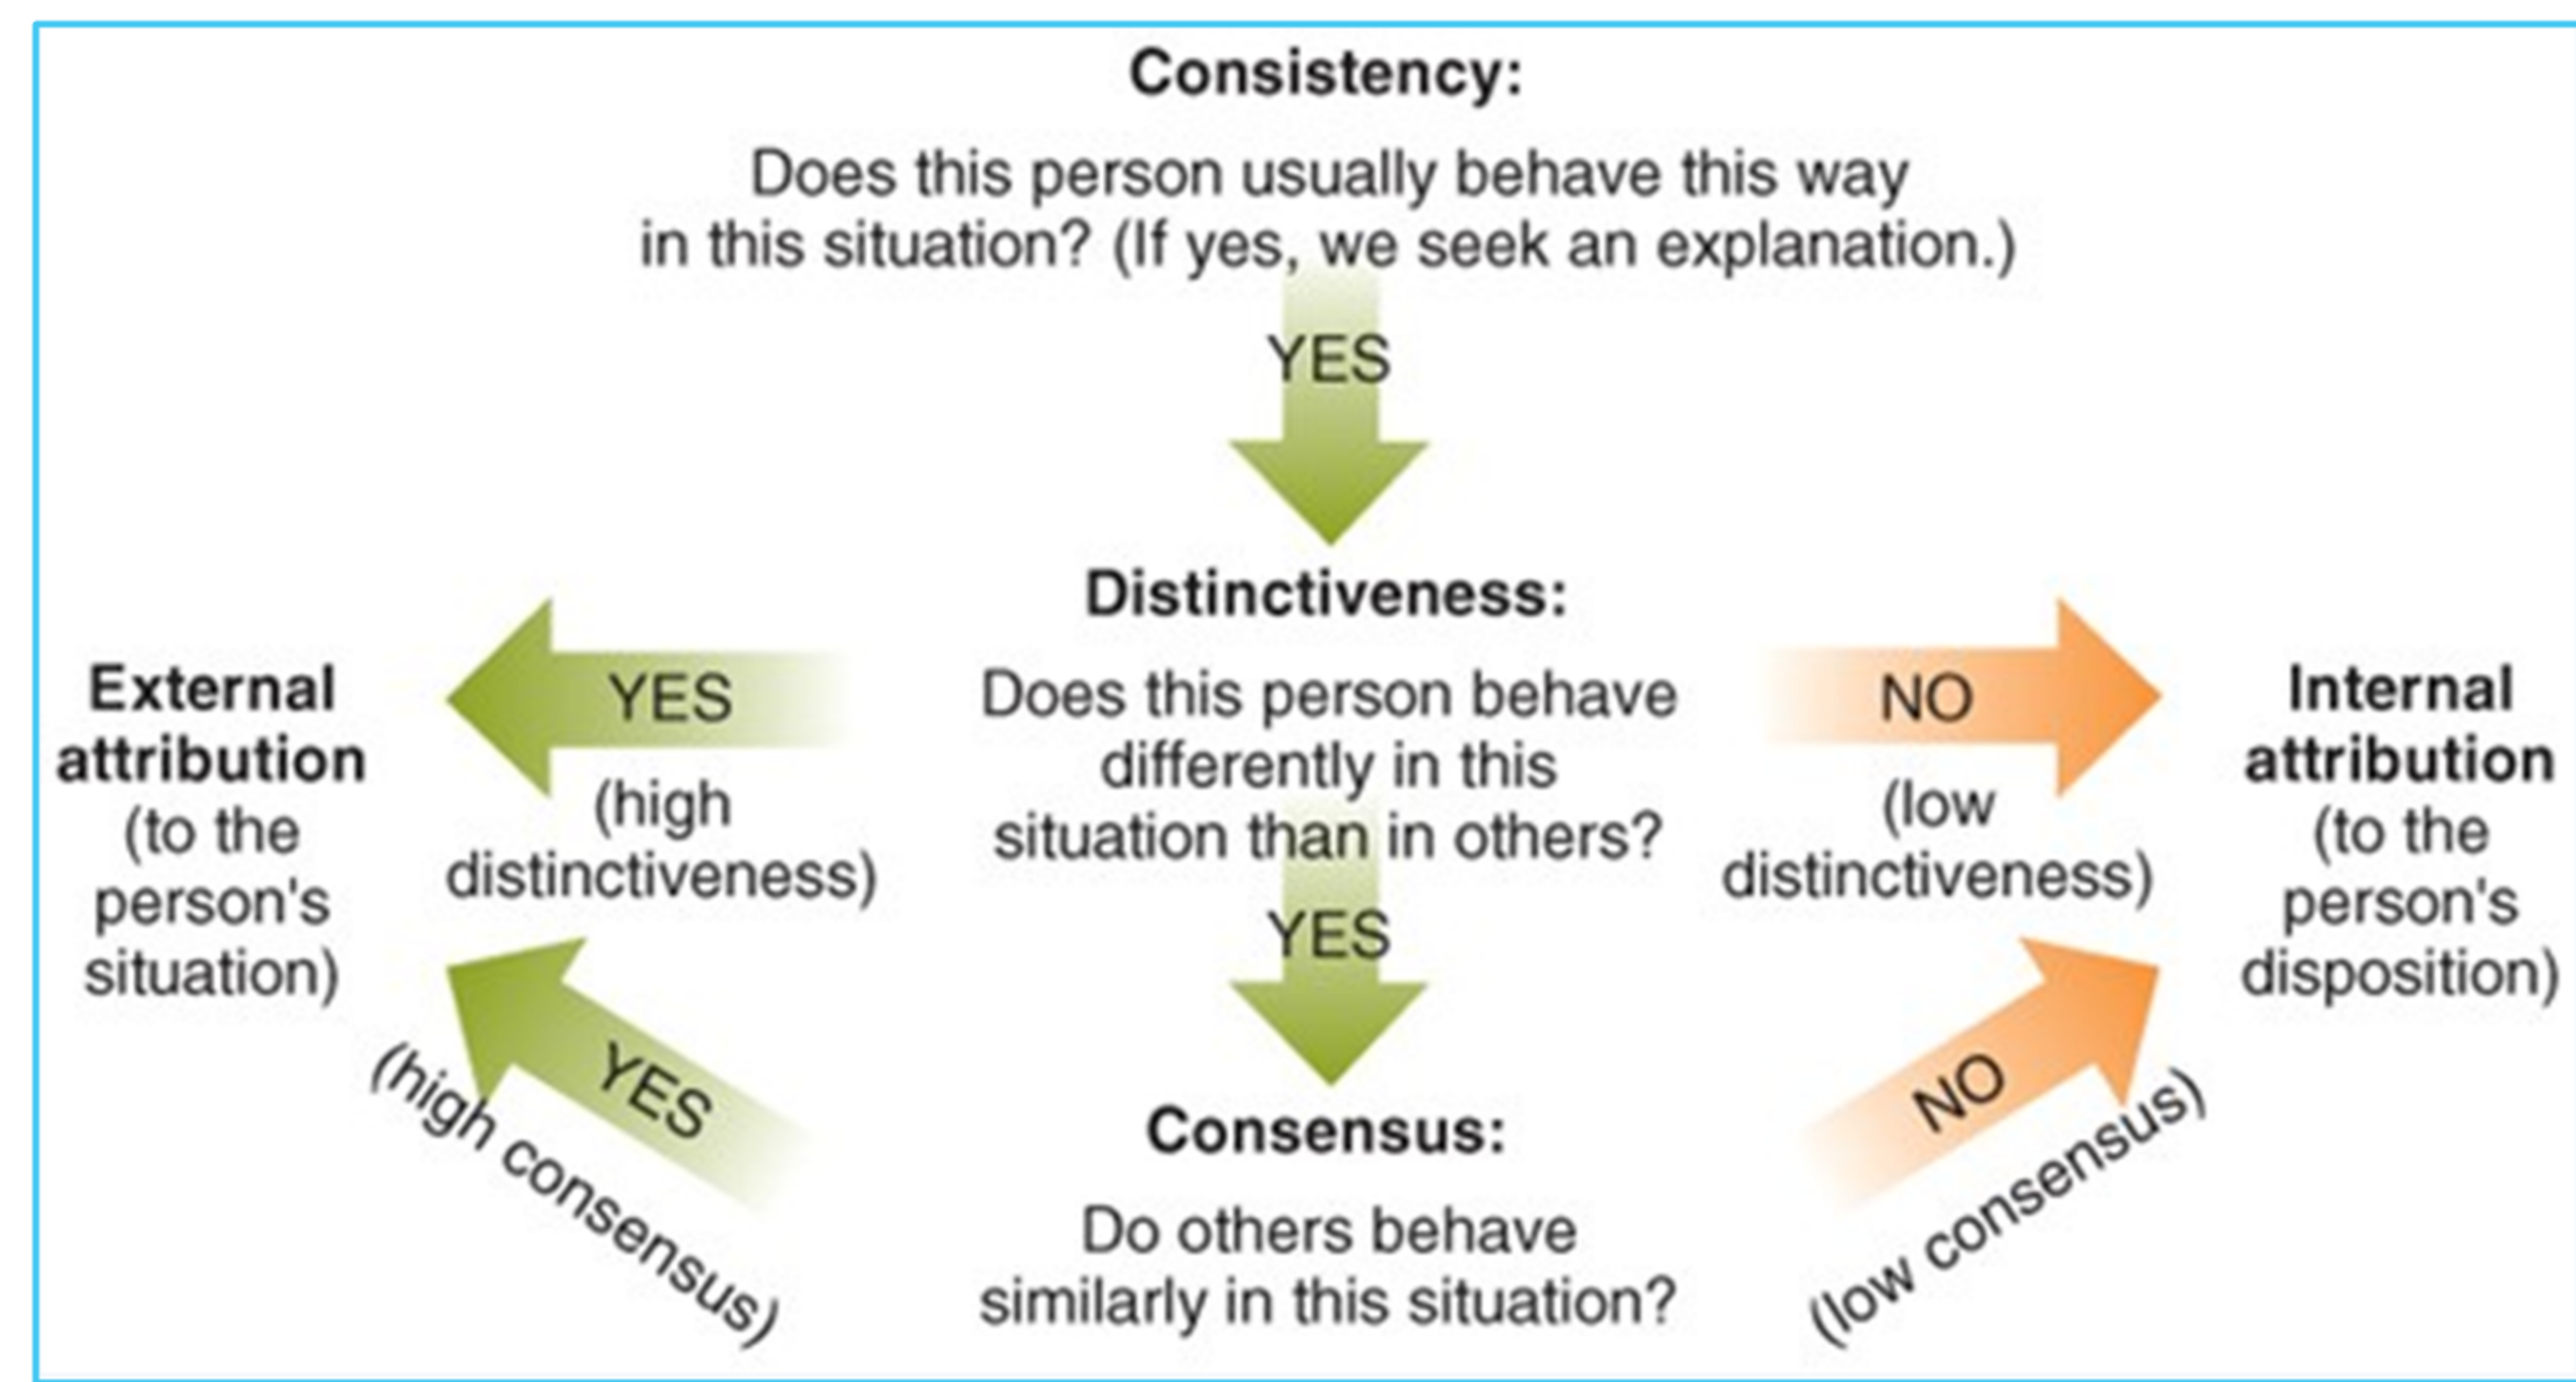 Consistency:
Does this person usually behave this way
in this situation? (If yes, we seek an explanation.)
YES
Distinctiveness:
Does this person behave
differently in this
situation than in others?
YES
(high
distinctiveness)
External
attribution
(to the
person's
situation)
NO
(low
distinctiveness)
Internal
attribution
(to the
person's
disposition)
YES
Consensus:
Do others behave
similarly in this situation?
YES
(high consensus)
NO
(low consensus)